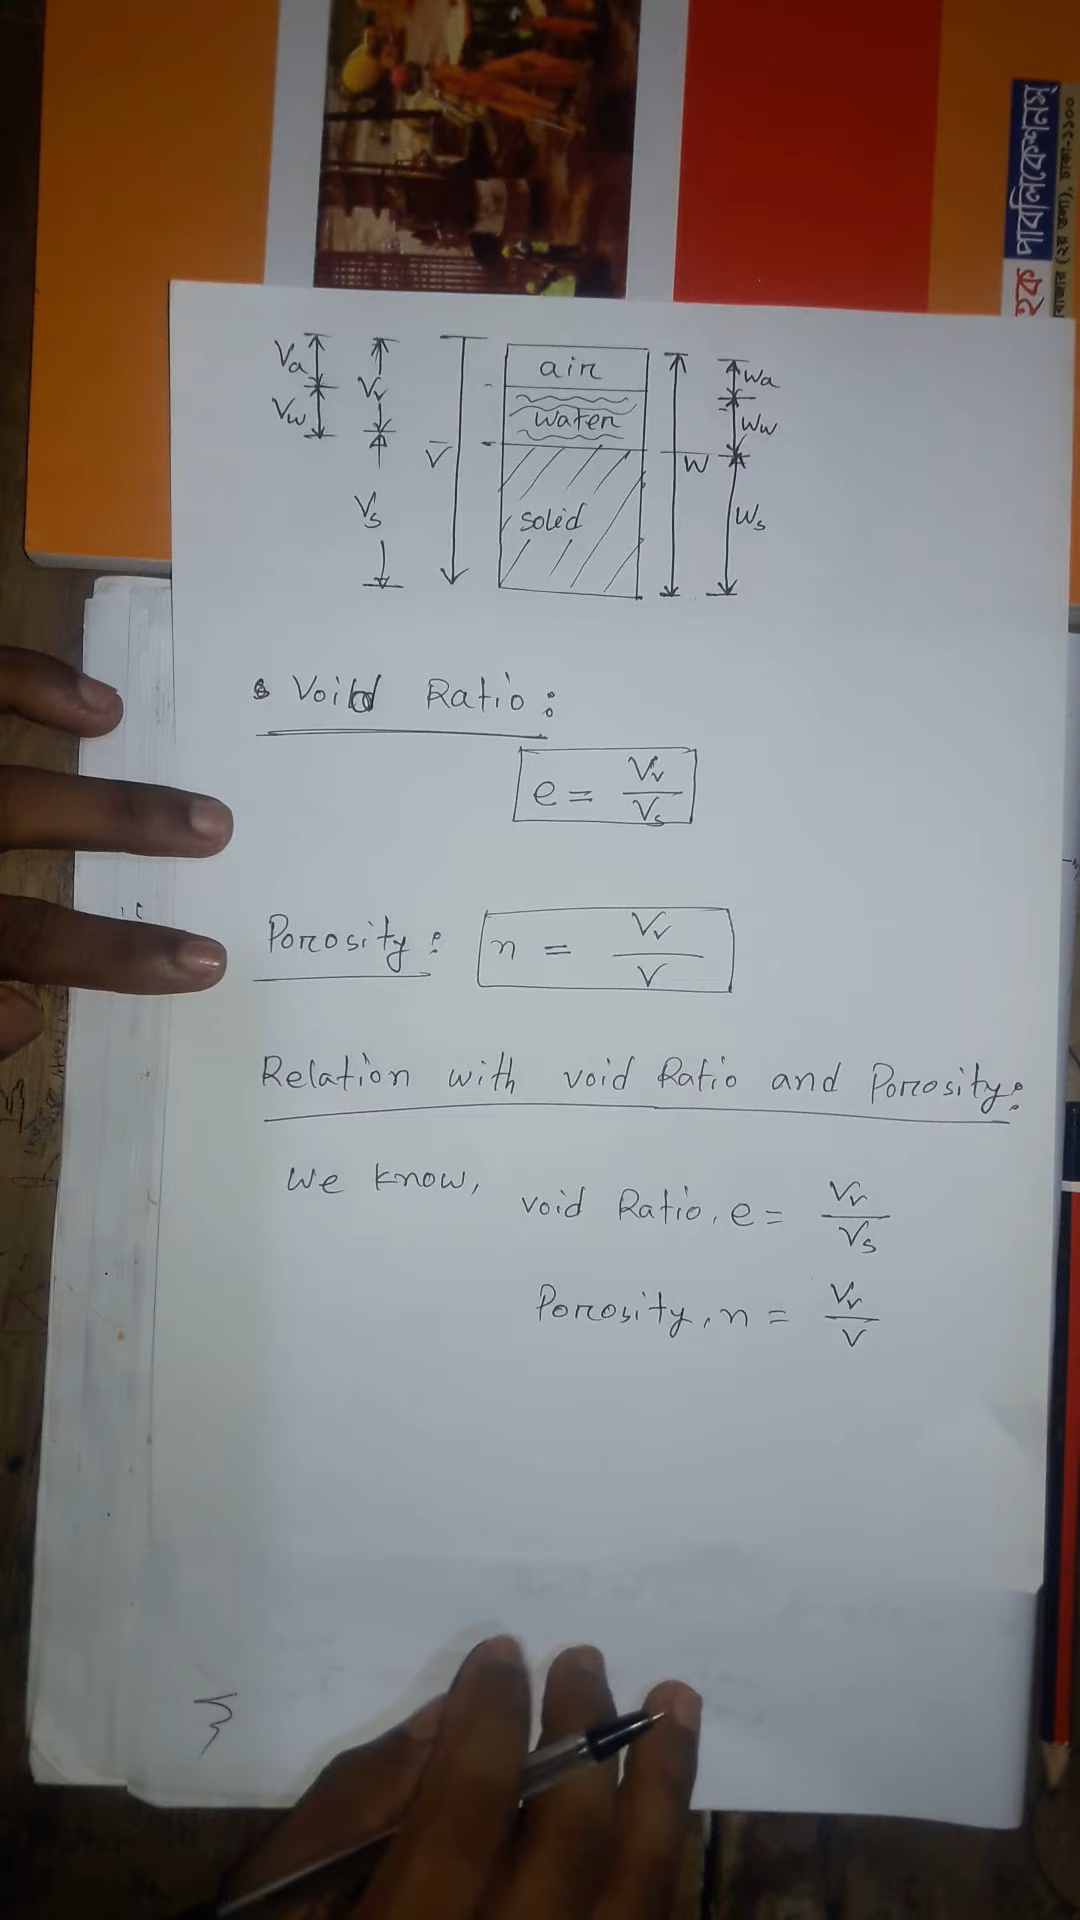 পাবলিকেশন্স
হক
Va
Vv
Vw
V
Vs
air
water
solid
W
Wa
Ww
Ws
Void Ratio:
e = Vv/Vs
Porosity: n = Vv/V
Relation with void Ratio and Porosity:
We know,
void Ratio, e = Vv/Vs
Porosity, n = Vv/V